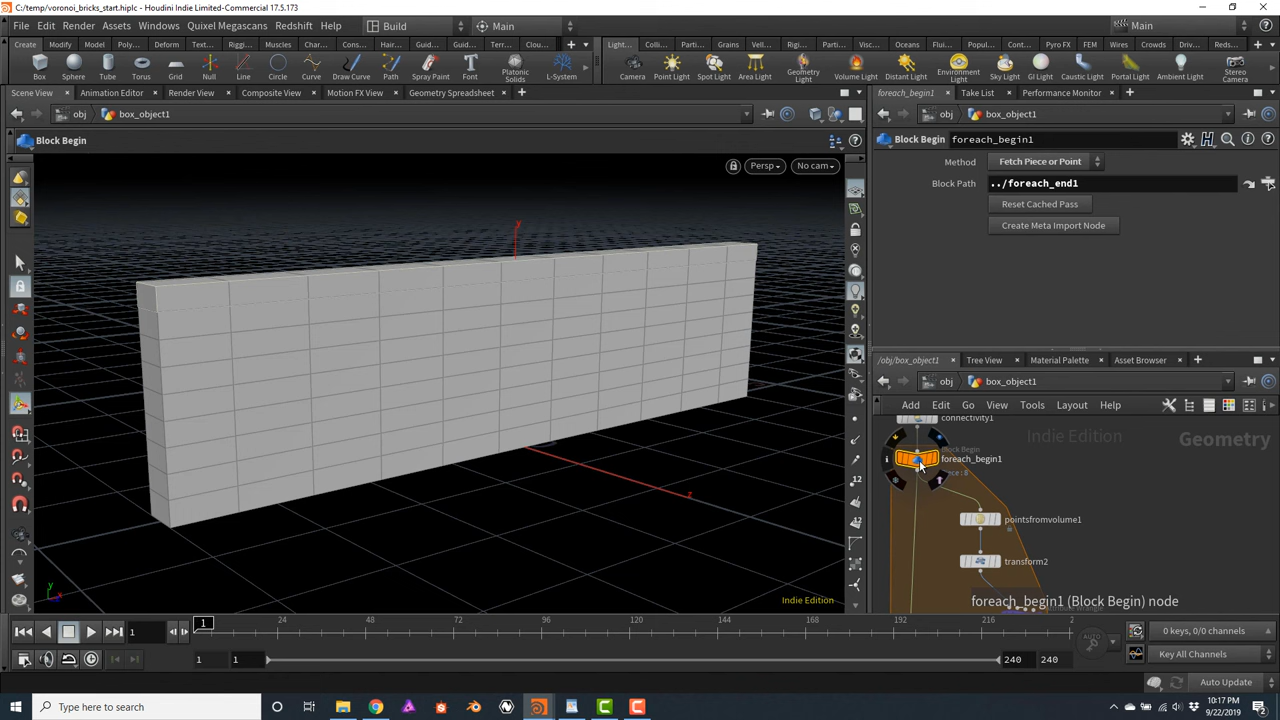 C:/temp/voronoi_bricks_start.hiplc - Houdini Indie Limited-Commercial 17.5.173
File Edit Render Assets Windows Quixel Megascans Redshift Help Build Main Main
Create Modify Model Poly... Deform Text... Riggi... Muscles Char... Cons... Hair... Guid... Guid... Terr... Clou... Light... Colli... Parti... Grains Vell... Rigi... Parti... Visc... Oceans Flui... Popul... Cont... Pyro FX FEM Wires Crowds Driv... Reds...
Box Sphere Tube Torus Grid Null Line Circle Curve Draw Curve Path Spray Paint Font Platonic Solids L-System Camera Point Light Spot Light Area Light Geometry Light Volume Light Distant Light Environment Light Sky Light GI Light Caustic Light Portal Light Ambient Light Stereo Camera
Scene View Animation Editor Render View Composite View Motion FX View Geometry Spreadsheet
foreach_begin1 Take List Performance Monitor
obj box_object1
obj box_object1
Block Begin
Block Begin foreach_begin1
Persp No cam
Method Fetch Piece or Point
Block Path ../foreach_end1
Reset Cached Pass
Create Meta Import Node
y
z
/obj/box_object1 Tree View Material Palette Asset Browser
obj box_object1
Add Edit Go View Tools Layout Help
connectivity1
Indie Edition
Geometry
Block Begin
foreach_begin1
pointsfromvolume1
transform2
foreach_begin1 (Block Begin) node
Indie Edition
1
1 24 48 72 96 120 144 168 192 216 2
1 1 240 240
AUTO
0 keys, 0/0 channels
Key All Channels
Auto Update
Type here to search
10:17 PM
9/22/2019